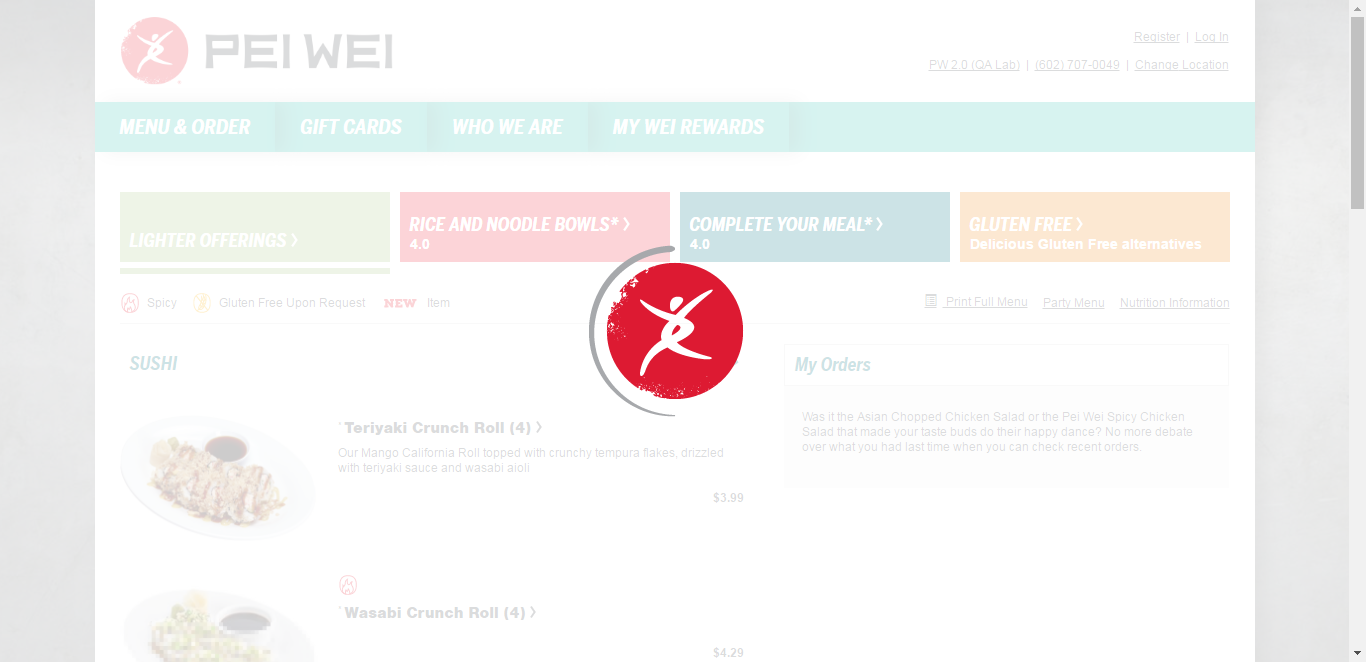 PEI WEI
Register | Log In
PW 2.0 (QA Lab) | (602) 707-0049 | Change Location
MENU & ORDER GIFT CARDS WHO WE ARE MY WEI REWARDS
LIGHTER OFFERINGS >
RICE AND NOODLE BOWLS* >
4.0
COMPLETE YOUR MEAL* >
4.0
GLUTEN FREE >
Delicious Gluten Free alternatives
Spicy Gluten Free Upon Request NEW Item
Print Full Menu Party Menu Nutrition Information
SUSHI
*Teriyaki Crunch Roll (4) >
Our Mango California Roll topped with crunchy tempura flakes, drizzled
with teriyaki sauce and wasabi aioli
$3.99
*Wasabi Crunch Roll (4) >
$4.29
My Orders
Was it the Asian Chopped Chicken Salad or the Pei Wei Spicy Chicken
Salad that made your taste buds do their happy dance? No more debate
over what you had last time when you can check recent orders.